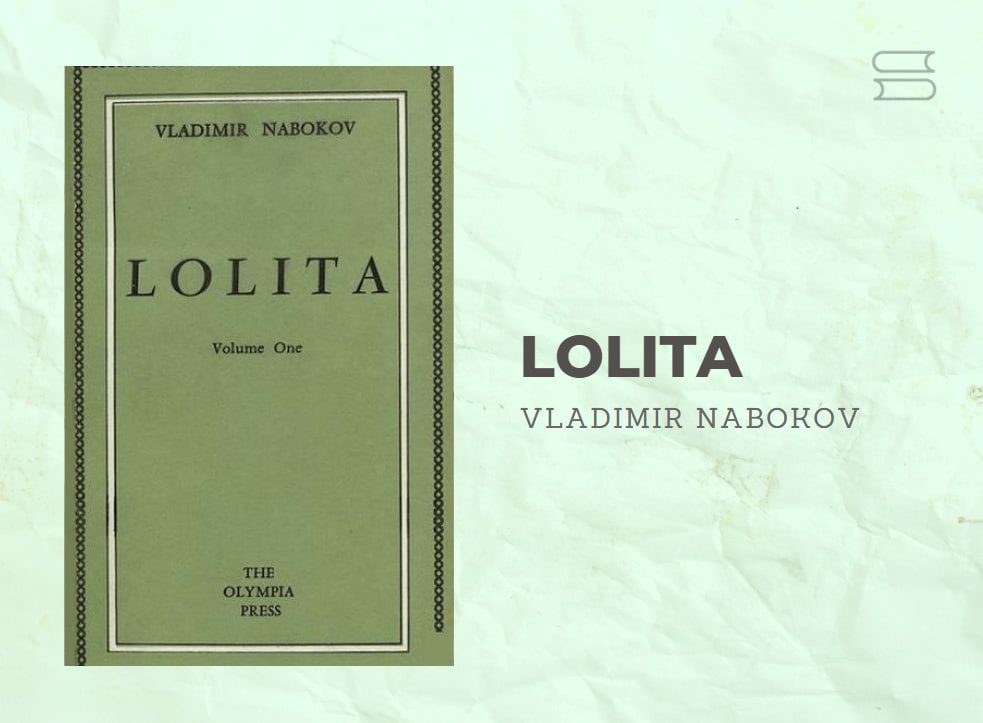 VLADIMIR NABOKOV
LOLITA
Volume One
THE
OLYMPIA
PRESS
LOLITA
VLADIMIR NABOKOV